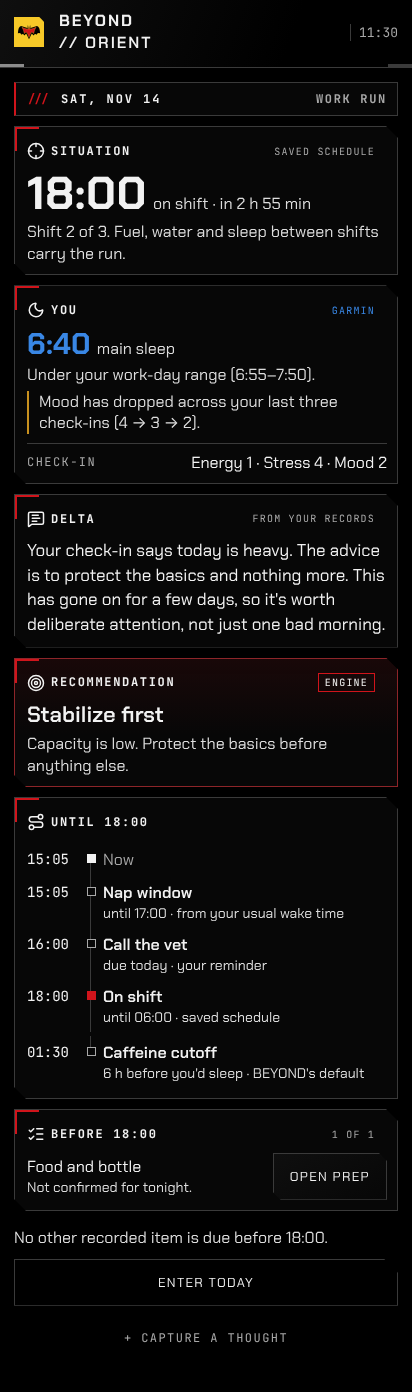 BEYOND
// ORIENT
11:30
/// SAT, NOV 14
WORK RUN
SITUATION
SAVED SCHEDULE
18:00 on shift · in 2 h 55 min
Shift 2 of 3. Fuel, water and sleep between shifts
carry the run.
YOU
GARMIN
6:40 main sleep
Under your work-day range (6:55–7:50).
Mood has dropped across your last three
check-ins (4 → 3 → 2).
CHECK-IN
Energy 1 · Stress 4 · Mood 2
DELTA
FROM YOUR RECORDS
Your check-in says today is heavy. The advice
is to protect the basics and nothing more. This
has gone on for a few days, so it's worth
deliberate attention, not just one bad morning.
RECOMMENDATION
ENGINE
Stabilize first
Capacity is low. Protect the basics before
anything else.
UNTIL 18:00
15:05 Now
15:05 Nap window
until 17:00 · from your usual wake time
16:00 Call the vet
due today · your reminder
18:00 On shift
until 06:00 · saved schedule
01:30 Caffeine cutoff
6 h before you'd sleep · BEYOND's default
BEFORE 18:00
1 OF 1
Food and bottle
Not confirmed for tonight.
OPEN PREP
No other recorded item is due before 18:00.
ENTER TODAY
+ CAPTURE A THOUGHT